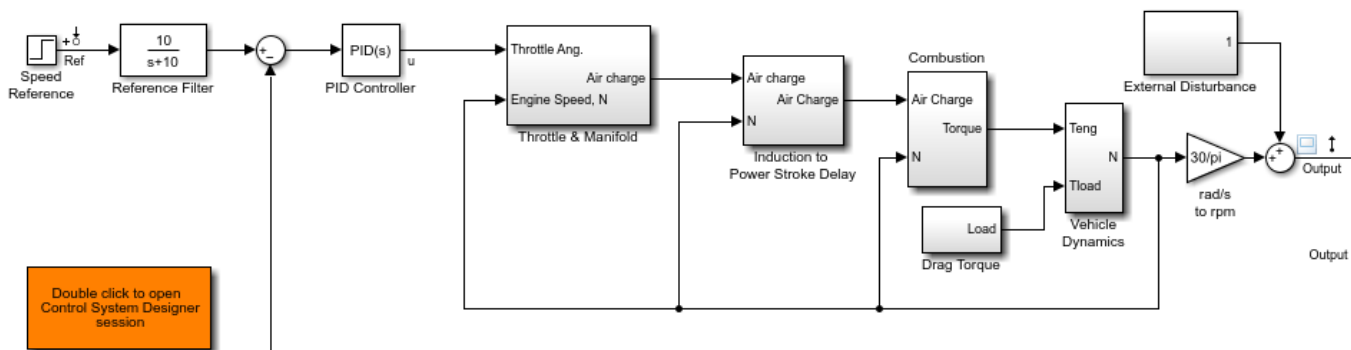 +
Ref
Speed
Reference
10
s+10
Reference Filter
+
−
PID(s)
u
PID Controller
Throttle Ang.
Air charge
Engine Speed, N
Throttle & Manifold
Air charge
Air Charge
N
Induction to
Power Stroke Delay
Combustion
Air Charge
Torque
N
Load
Drag Torque
Teng
N
Tload
Vehicle
Dynamics
1
External Disturbance
30/pi
rad/s
to rpm
+
+
Output
Output
Double click to open
Control System Designer
session